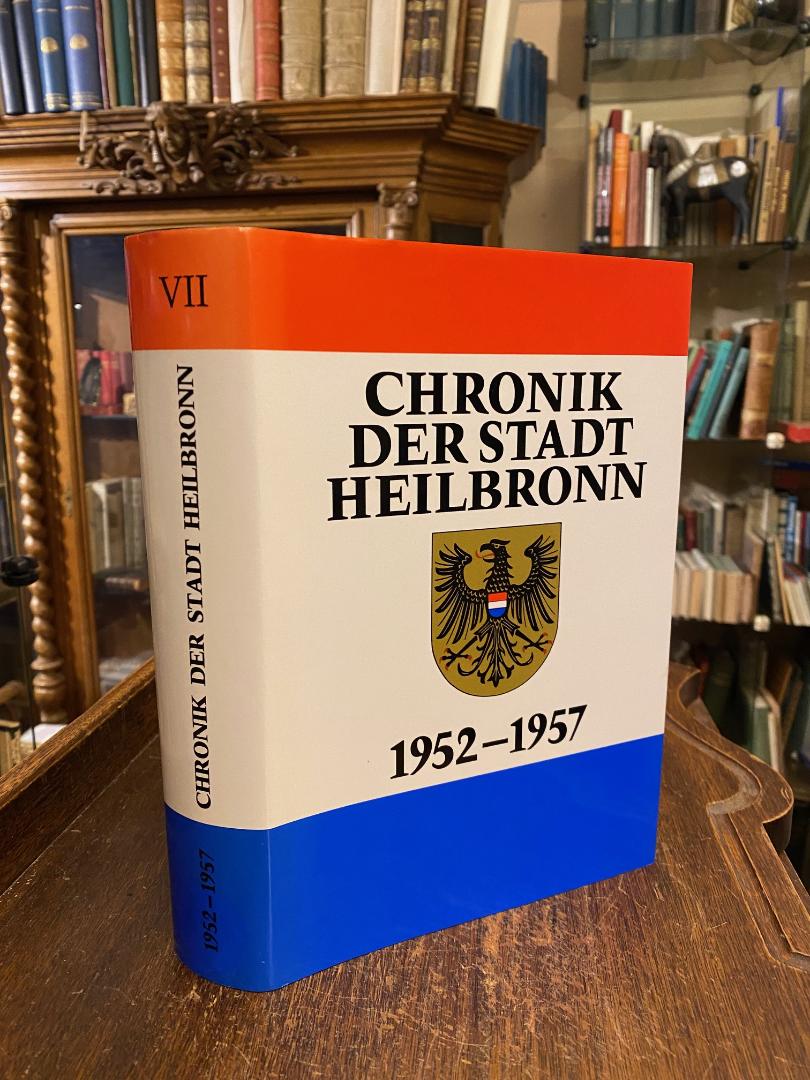 VII
CHRONIK DER STADT HEILBRONN
1952–1957
CHRONIK
DER STADT
HEILBRONN
1952–1957